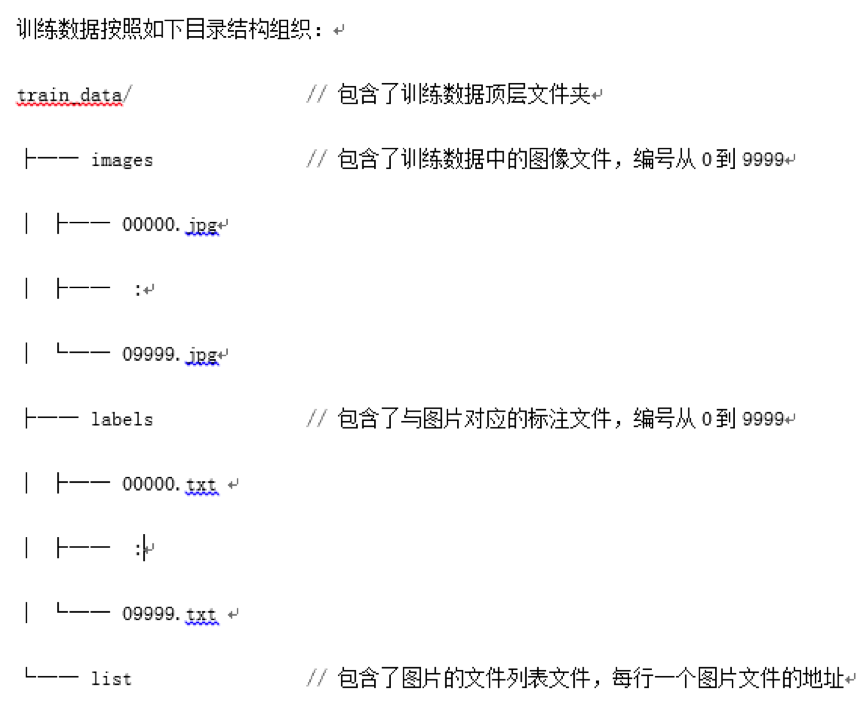 训练数据按照如下目录结构组织：
train_data/ // 包含了训练数据顶层文件夹
├── images // 包含了训练数据中的图像文件，编号从 0 到 9999
│ ├── 00000.jpg
│ ├── :
│ └── 09999.jpg
├── labels // 包含了与图片对应的标注文件，编号从 0 到 9999
│ ├── 00000.txt
│ ├── :
│ └── 09999.txt
└── list // 包含了图片的文件列表文件，每行一个图片文件的地址